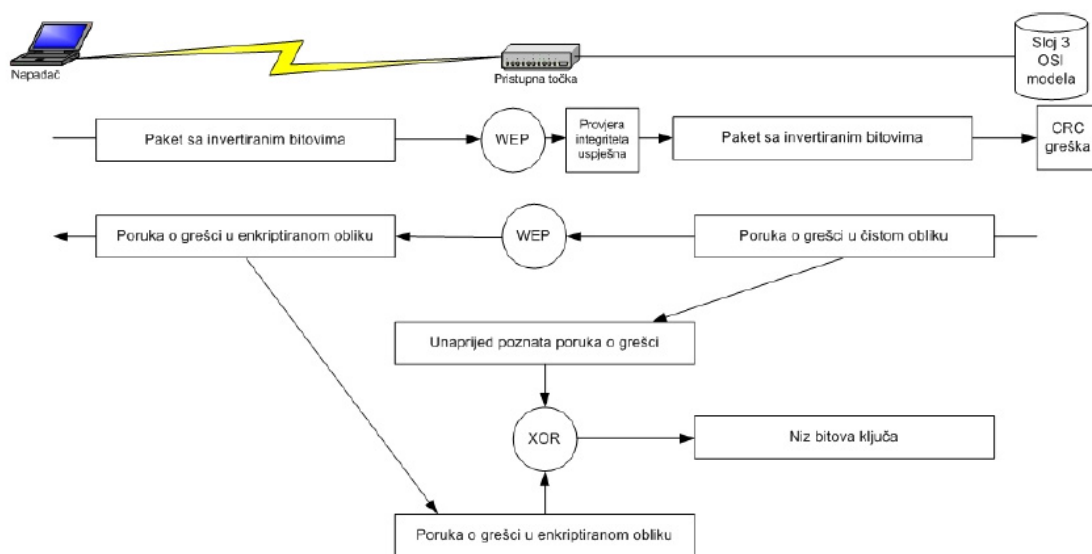 Napadač
Pristupna točka
Sloj 3
OSI
modela
Paket sa invertiranim bitovima
WEP
Provjera
integriteta
uspješna
Paket sa invertiranim bitovima
CRC
greška
Poruka o grešci u enkriptiranom obliku
WEP
Poruka o grešci u čistom obliku
Unaprijed poznata poruka o grešci
XOR
Niz bitova ključa
Poruka o grešci u enkriptiranom obliku